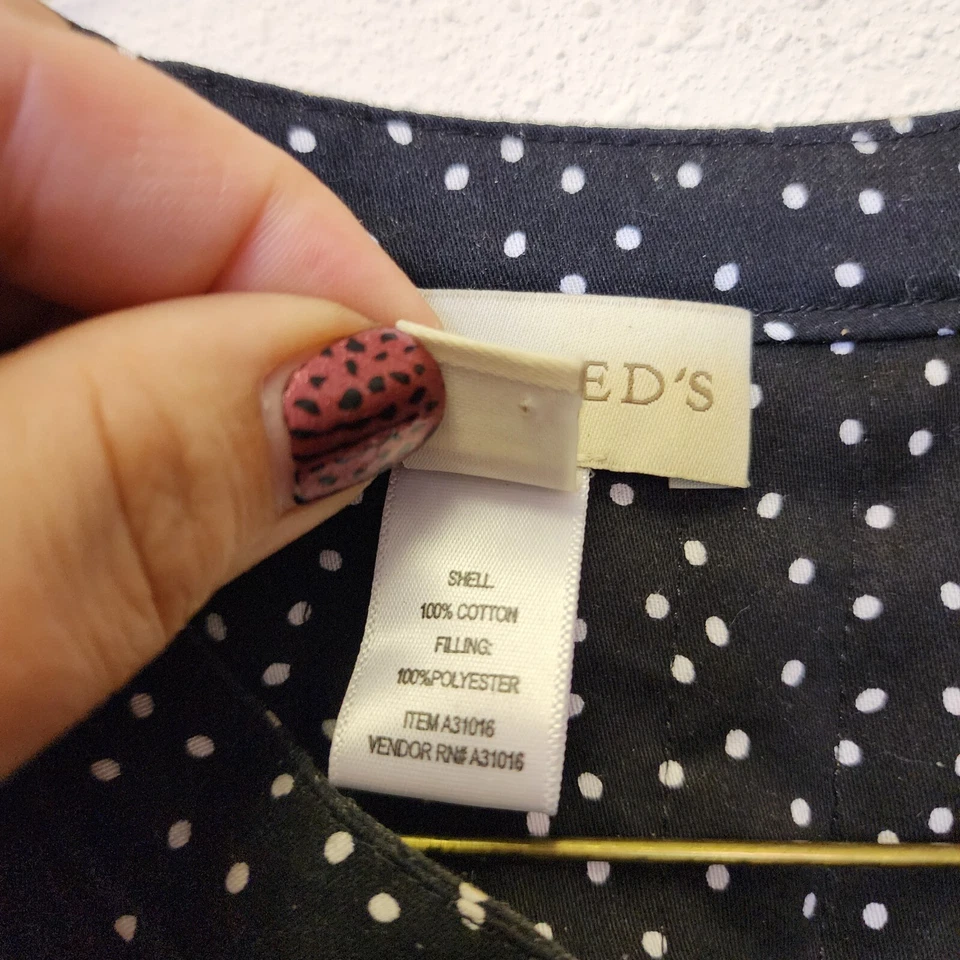 ED'S
SHELL
100% COTTON
FILLING:
100%POLYESTER
ITEM A31016
VENDOR RN# A31016